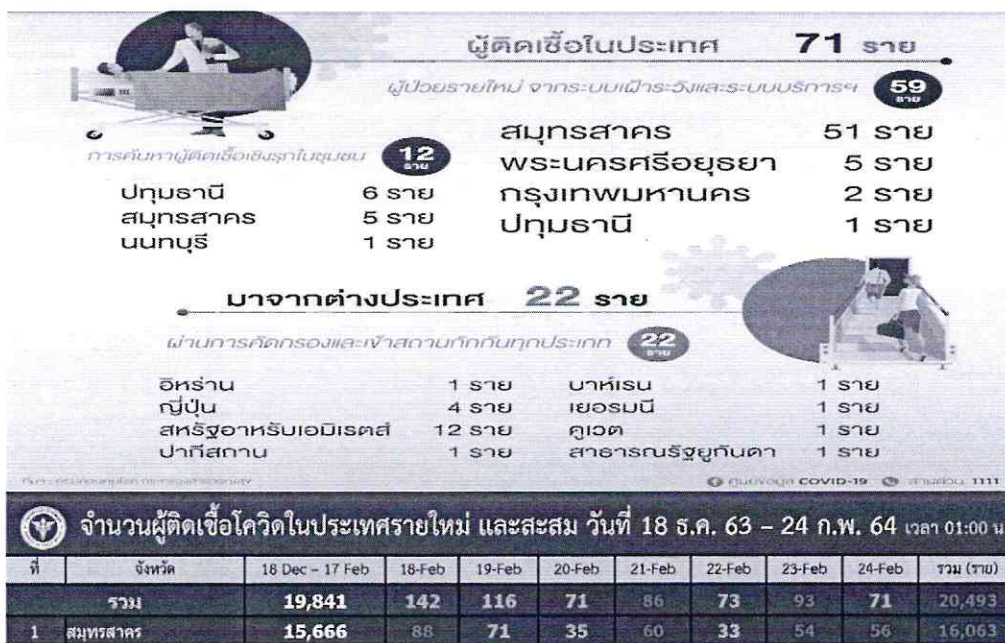 ผู้ติดเชื้อในประเทศ 71 ราย
ผู้ป่วยรายใหม่ จากระบบเฝ้าระวังและระบบบริการฯ 59 ราย
สมุทรสาคร 51 ราย
พระนครศรีอยุธยา 5 ราย
กรุงเทพมหานคร 2 ราย
ปทุมธานี 1 ราย
การค้นหาผู้ติดเชื้อเชิงรุกในชุมชน 12 ราย
ปทุมธานี 6 ราย
สมุทรสาคร 5 ราย
นนทบุรี 1 ราย
มาจากต่างประเทศ 22 ราย
ผ่านการคัดกรองและเข้าสถานกักกันทุกประเภท 22 ราย
อิหร่าน 1 ราย บาห์เรน 1 ราย
ญี่ปุ่น 4 ราย เยอรมนี 1 ราย
สหรัฐอาหรับเอมิเรตส์ 12 ราย คูเวต 1 ราย
ปากีสถาน 1 ราย สาธารณรัฐยูกันดา 1 ราย
ศูนย์ข้อมูล COVID-19 สายด่วน 1111
จำนวนผู้ติดเชื้อโควิดในประเทศรายใหม่ และสะสม วันที่ 18 ธ.ค. 63 – 24 ก.พ. 64 เวลา 01:00 น
ที่ จังหวัด 18 Dec – 17 Feb 18-Feb 19-Feb 20-Feb 21-Feb 22-Feb 23-Feb 24-Feb รวม (ราย)
รวม 19,841 142 116 71 86 73 93 71 20,493
1 สมุทรสาคร 15,666 88 71 35 60 33 54 56 16,063